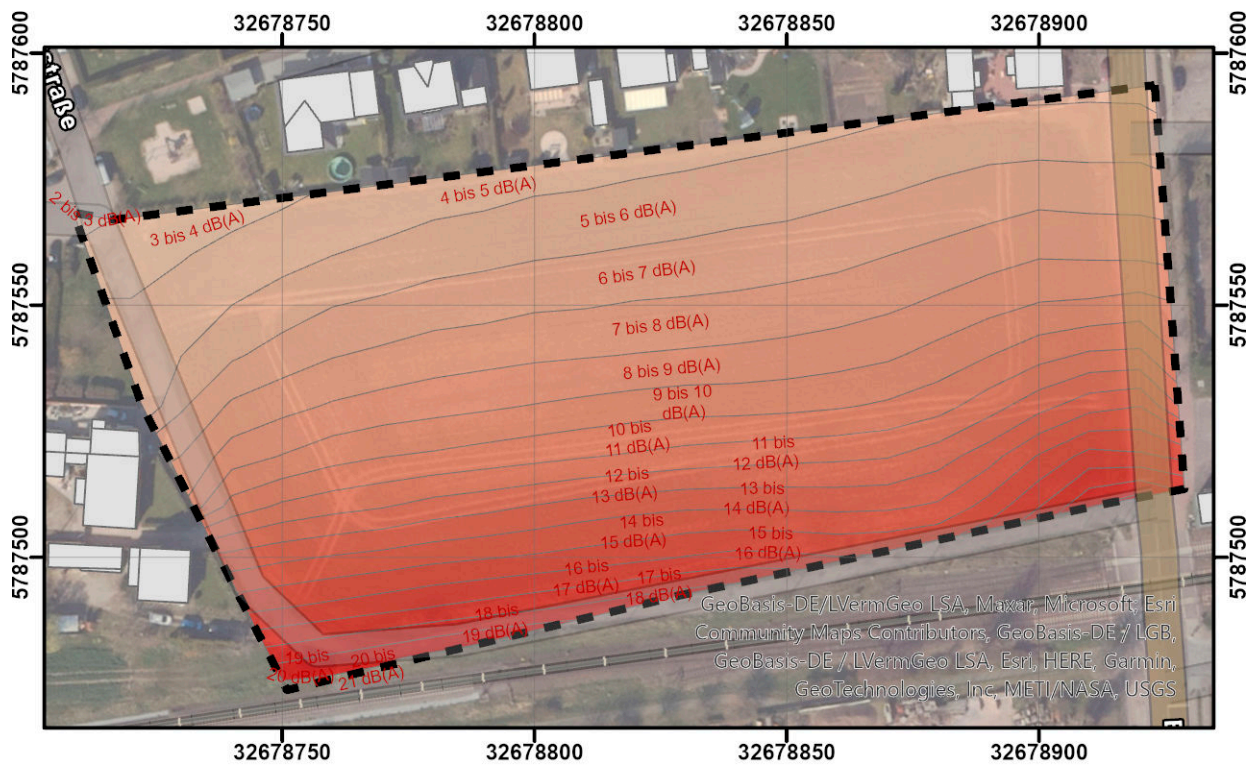 32678750 32678800 32678850 32678900
5787600
5787600
straße
2 bis 3 dB(A)
3 bis 4 dB(A)
4 bis 5 dB(A)
5 bis 6 dB(A)
6 bis 7 dB(A)
5787550
5787550
7 bis 8 dB(A)
8 bis 9 dB(A)
9 bis 10
dB(A)
10 bis
11 dB(A)
11 bis
12 dB(A)
12 bis
13 dB(A)
13 bis
14 dB(A)
14 bis
15 dB(A)
15 bis
16 dB(A)
5787500
5787500
16 bis
17 dB(A)
17 bis
18 dB(A)
18 bis
19 dB(A)
19 bis
20 dB(A)
20 bis
21 dB(A)
GeoBasis-DE/LVermGeo LSA, Maxar, Microsoft, Esri
Community Maps Contributors, GeoBasis-DE / LGB,
GeoBasis-DE / LVermGeo LSA, Esri, HERE, Garmin,
GeoTechnologies, Inc, METI/NASA, USGS
32678750 32678800 32678850 32678900